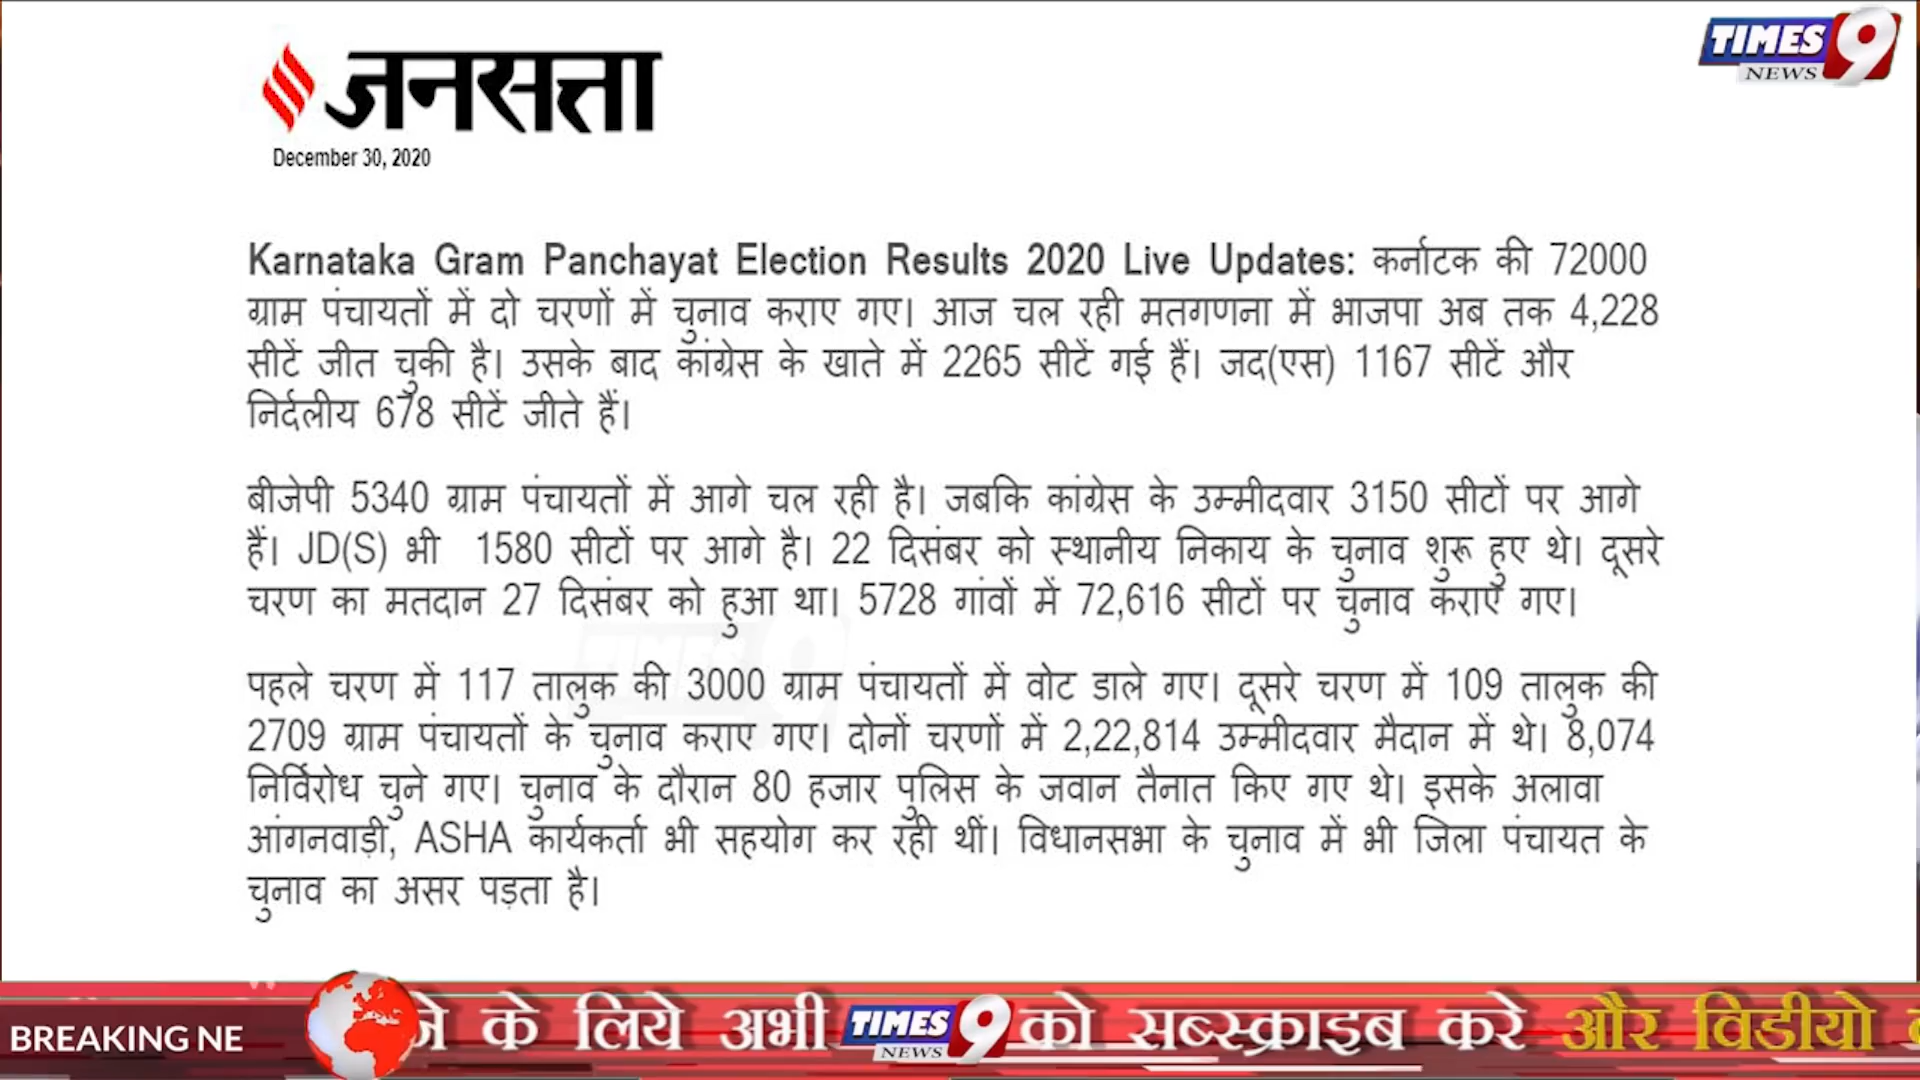 TIMES 9
NEWS
जनसत्ता
December 30, 2020
Karnataka Gram Panchayat Election Results 2020 Live Updates: कर्नाटक की 72000
ग्राम पंचायतों में दो चरणों में चुनाव कराए गए। आज चल रही मतगणना में भाजपा अब तक 4,228
सीटें जीत चुकी है। उसके बाद कांग्रेस के खाते में 2265 सीटें गई हैं। जद(एस) 1167 सीटें और
निर्दलीय 678 सीटें जीते हैं।
बीजेपी 5340 ग्राम पंचायतों में आगे चल रही है। जबकि कांग्रेस के उम्मीदवार 3150 सीटों पर आगे
हैं। JD(S) भी 1580 सीटों पर आगे है। 22 दिसंबर को स्थानीय निकाय के चुनाव शुरू हुए थे। दूसरे
चरण का मतदान 27 दिसंबर को हुआ था। 5728 गांवों में 72,616 सीटों पर चुनाव कराए गए।
पहले चरण में 117 तालुक की 3000 ग्राम पंचायतों में वोट डाले गए। दूसरे चरण में 109 तालुक की
2709 ग्राम पंचायतों के चुनाव कराए गए। दोनों चरणों में 2,22,814 उम्मीदवार मैदान में थे। 8,074
निर्विरोध चुने गए। चुनाव के दौरान 80 हजार पुलिस के जवान तैनात किए गए थे। इसके अलावा
आंगनवाड़ी, ASHA कार्यकर्ता भी सहयोग कर रही थीं। विधानसभा के चुनाव में भी जिला पंचायत के
चुनाव का असर पड़ता है।
BREAKING NE के लिये अभी TIMES 9 NEWS को सब्स्क्राइब करे और विडीयो